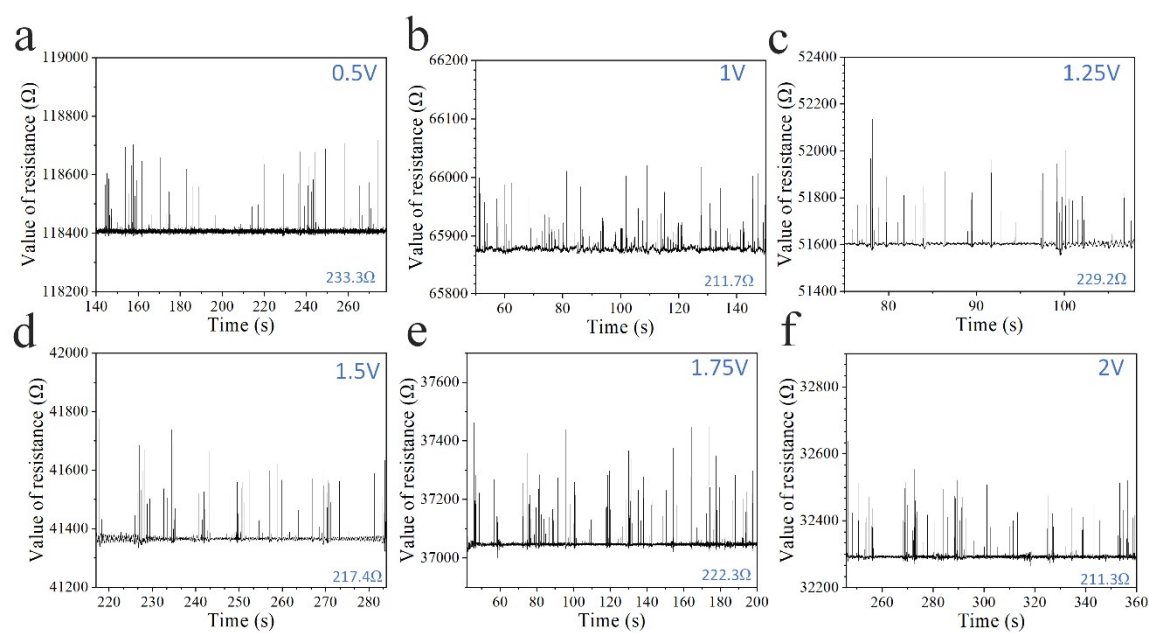 a
119000
118800
118600
118400
118200
140 160 180 200 220 240 260
Value of resistance (Ω)
Time (s)
0.5V
233.3Ω
b
66200
66100
66000
65900
65800
60 80 100 120 140
Value of resistance (Ω)
Time (s)
1V
211.7Ω
c
52400
52200
52000
51800
51600
51400
80 90 100
Value of resistance (Ω)
Time (s)
1.25V
229.2Ω
d
42000
41800
41600
41400
41200
220 230 240 250 260 270 280
Value of resistance (Ω)
Time (s)
1.5V
217.4Ω
e
37600
37400
37200
37000
60 80 100 120 140 160 180 200
Value of resistance (Ω)
Time (s)
1.75V
222.3Ω
f
32800
32600
32400
32200
260 280 300 320 340 360
Value of resistance (Ω)
Time (s)
2V
211.3Ω